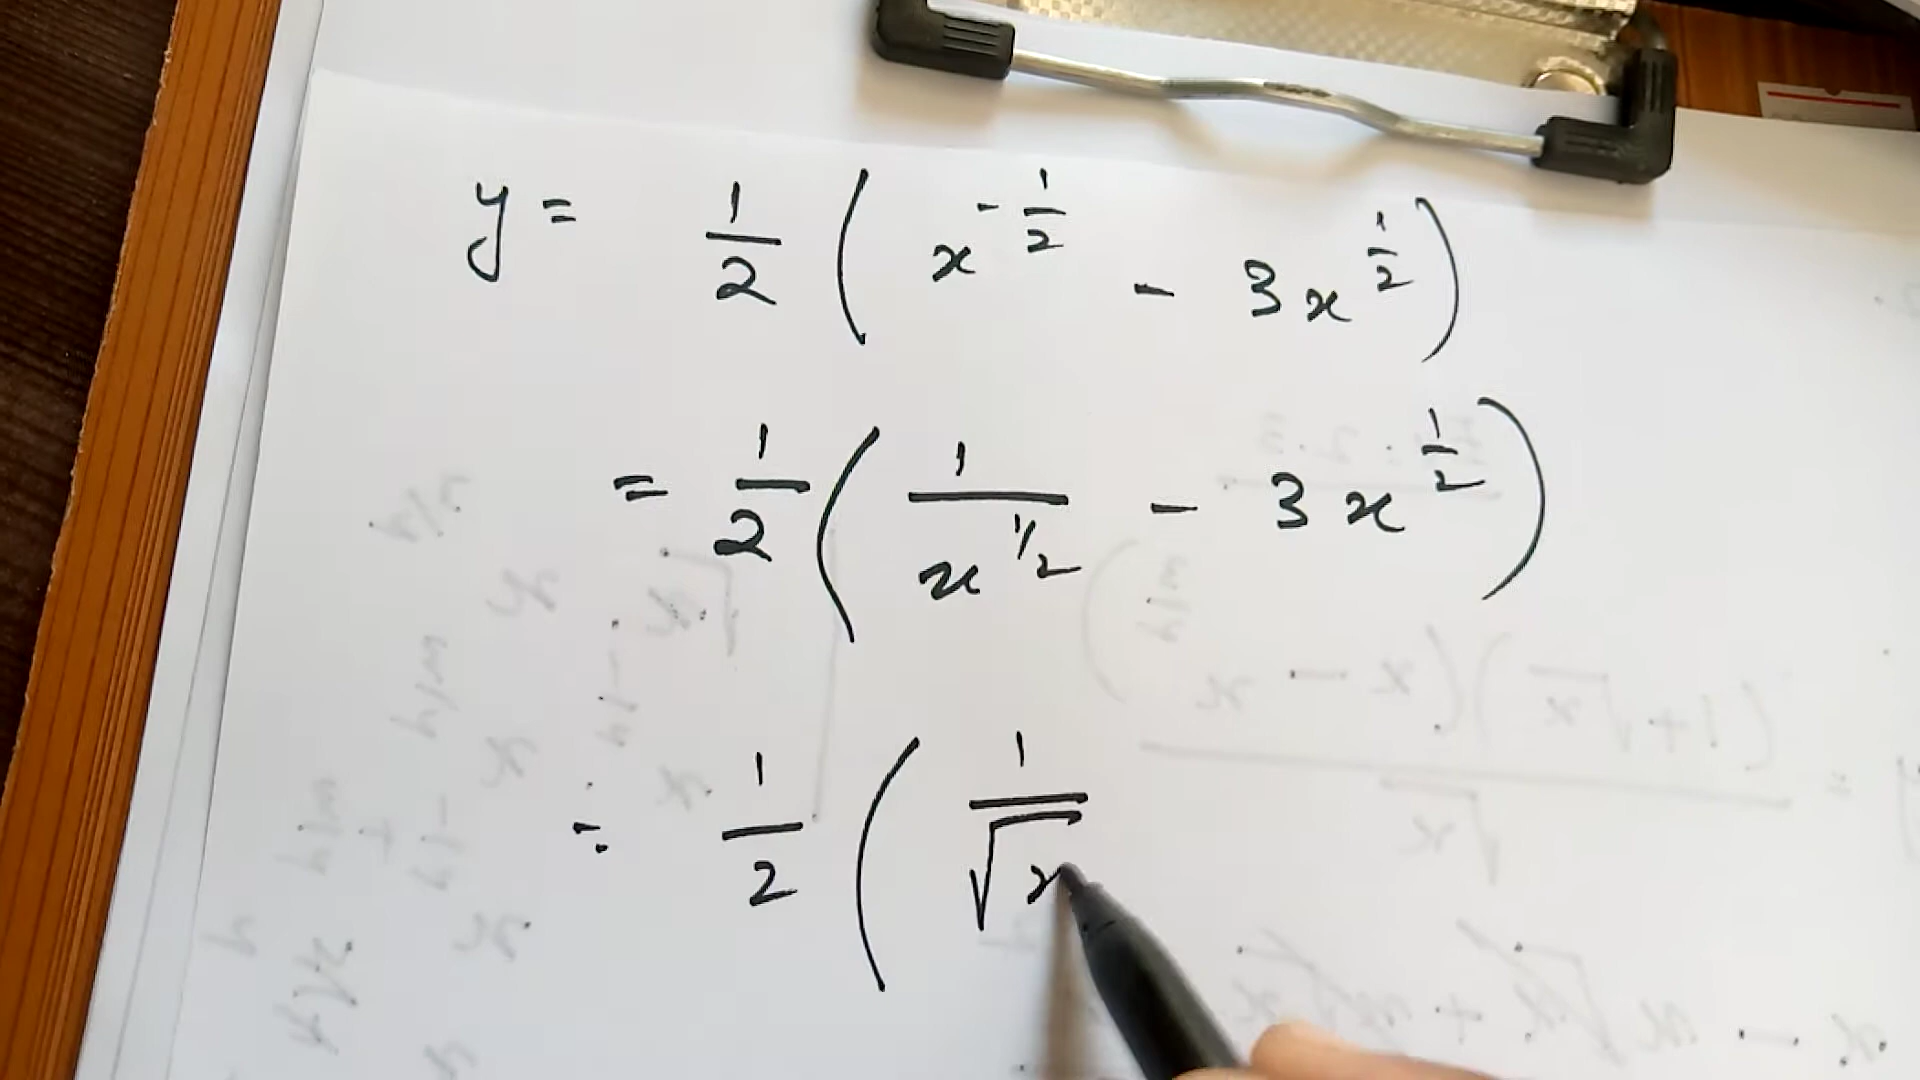 y = 1/2 ( x^{-1/2} - 3x^{1/2} )
= 1/2 ( 1/x^{1/2} - 3x^{1/2} )
= 1/2 ( 1/√x